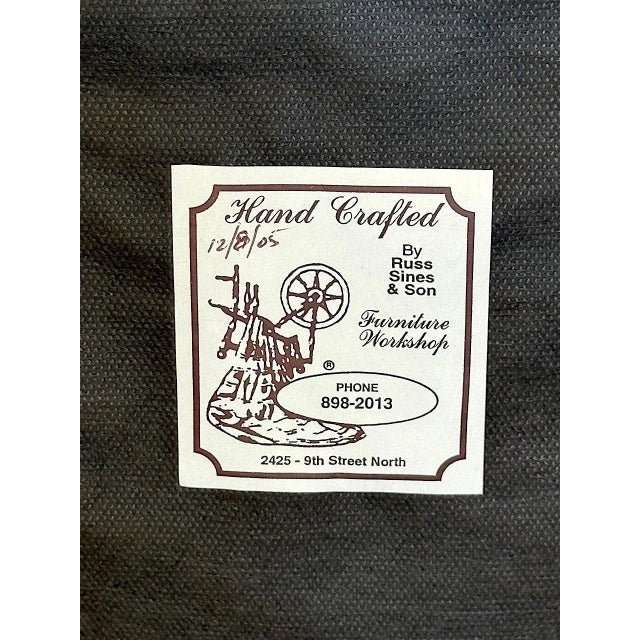 Hand Crafted
12/8/05
By
Russ
Sines
& Son
Furniture
Workshop
®
PHONE
898-2013
2425 - 9th Street North